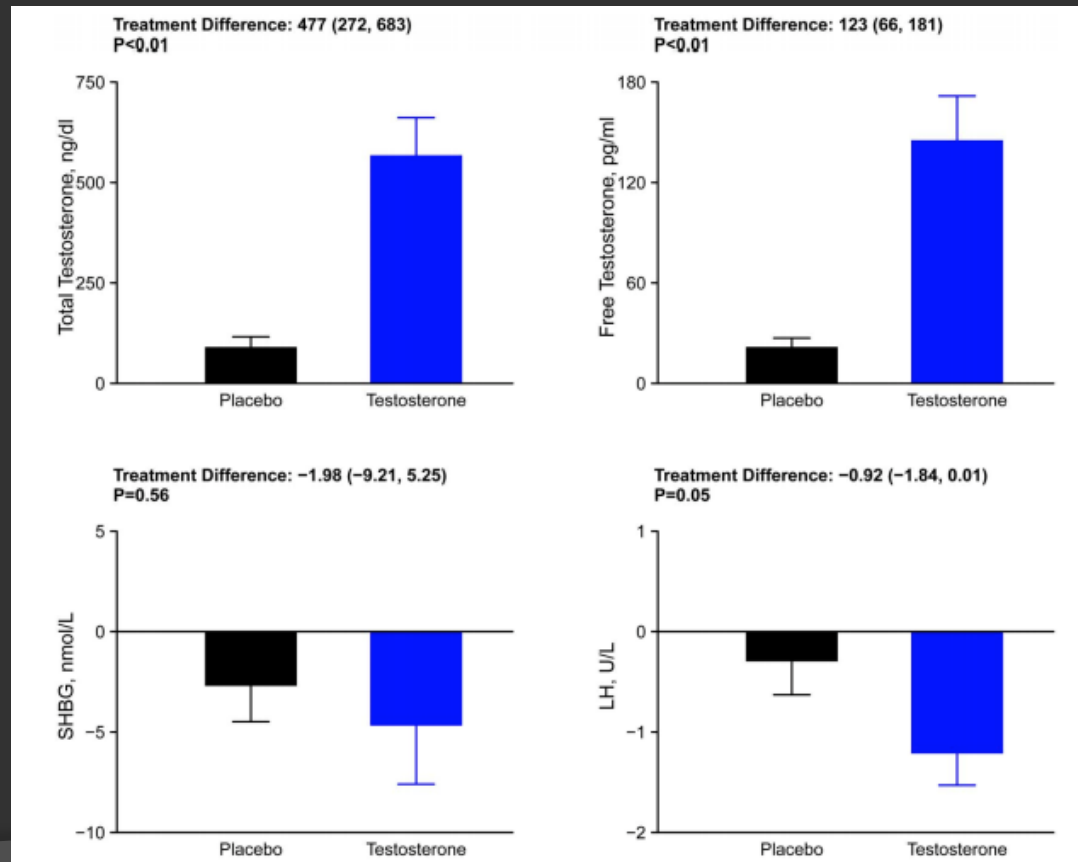 Treatment Difference: 477 (272, 683)
P<0.01
750
500
250
0
Total Testosterone, ng/dl
Placebo
Testosterone
Treatment Difference: 123 (66, 181)
P<0.01
180
120
60
0
Free Testosterone, pg/ml
Placebo
Testosterone
Treatment Difference: −1.98 (−9.21, 5.25)
P=0.56
5
0
−5
−10
SHBG, nmol/L
Placebo
Testosterone
Treatment Difference: −0.92 (−1.84, 0.01)
P=0.05
1
0
−1
−2
LH, U/L
Placebo
Testosterone